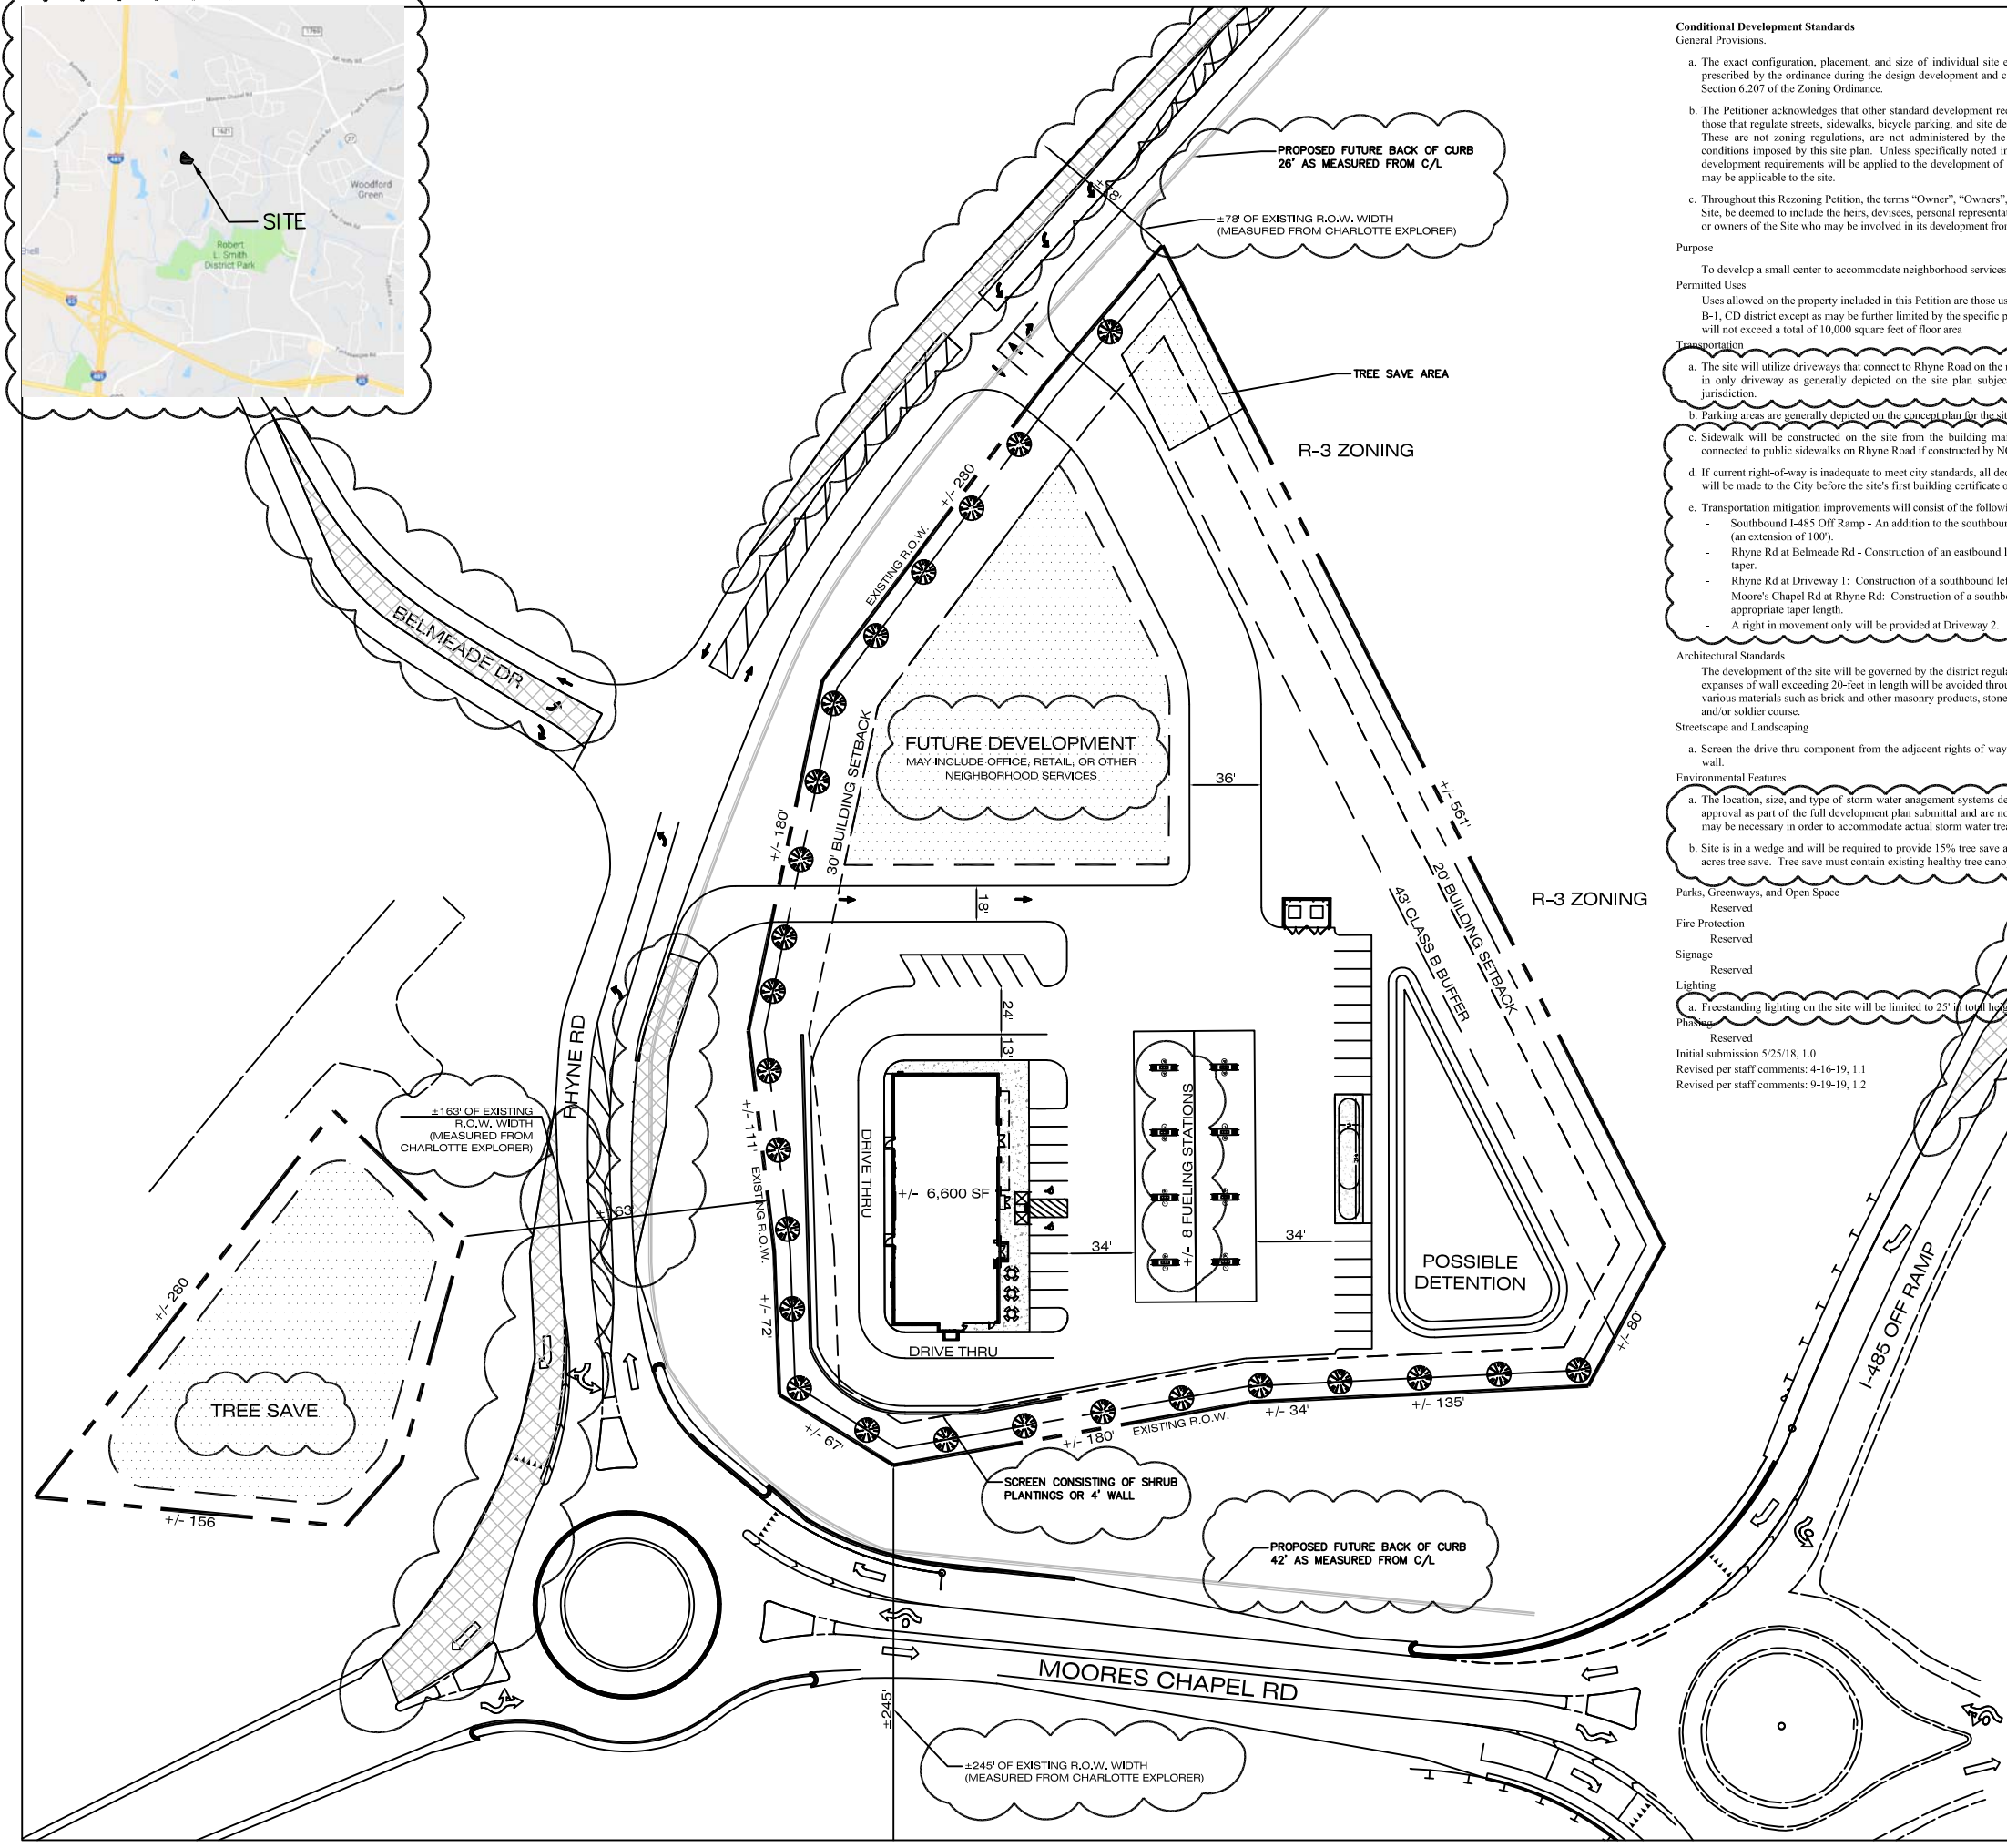 SITE
Woodford
Green
Robert
L. Smith
District Park
Moores Chapel Rd
1621
485
85
PROPOSED FUTURE BACK OF CURB
26' AS MEASURED FROM C/L
±78' OF EXISTING R.O.W. WIDTH
(MEASURED FROM CHARLOTTE EXPLORER)
TREE SAVE AREA
R-3 ZONING
+/- 280
EXISTING R.O.W.
BELMEADE DR
FUTURE DEVELOPMENT
MAY INCLUDE OFFICE, RETAIL, OR OTHER
NEIGHBORHOOD SERVICES
30' BUILDING SETBACK
+/- 180'
36'
+/- 561'
20' BUILDING SETBACK
43' CLASS B BUFFER
R-3 ZONING
18'
24'
13'
RHYNE RD
±163' OF EXISTING
R.O.W. WIDTH
(MEASURED FROM
CHARLOTTE EXPLORER)
+/-111'
EXISTING R.O.W.
+/- 72'
DRIVE THRU
+/- 6,600 SF
+/- 8 FUELING STATIONS
34'
34'
POSSIBLE
DETENTION
DRIVE THRU
+/- 80'
I-485 OFF RAMP
+/- 280
TREE SAVE
+/- 156
+/- 67'
+/- 180'
EXISTING R.O.W.
+/- 34'
+/- 135'
SCREEN CONSISTING OF SHRUB
PLANTINGS OR 4' WALL
PROPOSED FUTURE BACK OF CURB
42' AS MEASURED FROM C/L
MOORES CHAPEL RD
±245'
±245' OF EXISTING R.O.W. WIDTH
(MEASURED FROM CHARLOTTE EXPLORER)
Conditional Development Standards
General Provisions.
a. The exact configuration, placement, and size of individual site
prescribed by the ordinance during the design development and
Section 6.207 of the Zoning Ordinance.
b. The Petitioner acknowledges that other standard development
those that regulate streets, sidewalks, bicycle parking, and site
These are not zoning regulations, are not administered by the
conditions imposed by this site plan. Unless specifically noted
development requirements will be applied to the development of
may be applicable to the site.
c. Throughout this Rezoning Petition, the terms “Owner”, “Owners”,
Site, be deemed to include the heirs, devisees, personal
or owners of the Site who may be involved in its development
Purpose
To develop a small center to accommodate neighborhood services
Permitted Uses
Uses allowed on the property included in this Petition are those
B-1, CD district except as may be further limited by the specific
will not exceed a total of 10,000 square feet of floor area
Transportation
a. The site will utilize driveways that connect to Rhyne Road on the
in only driveway as generally depicted on the site plan
jurisdiction.
b. Parking areas are generally depicted on the concept plan for the
c. Sidewalk will be constructed on the site from the building
connected to public sidewalks on Rhyne Road if constructed by
d. If current right-of-way is inadequate to meet city standards, all
will be made to the City before the site's first building certificate
e. Transportation mitigation improvements will consist of the
- Southbound I-485 Off Ramp - An addition to the
(an extension of 100').
- Rhyne Rd at Belmeade Rd - Construction of an eastbound
taper.
- Rhyne Rd at Driveway 1: Construction of a southbound
- Moore's Chapel Rd at Rhyne Rd: Construction of a
appropriate taper length.
- A right in movement only will be provided at Driveway 2.
Architectural Standards
The development of the site will be governed by the district
expanses of wall exceeding 20-feet in length will be avoided
various materials such as brick and other masonry products,
and/or soldier course.
Streetscape and Landscaping
a. Screen the drive thru component from the adjacent rights-of-way
wall.
Environmental Features
a. The location, size, and type of storm water anagement systems
approval as part of the full development plan submittal and are
may be necessary in order to accommodate actual storm water
b. Site is in a wedge and will be required to provide 15% tree save
acres tree save. Tree save must contain existing healthy tree
Parks, Greenways, and Open Space
Reserved
Fire Protection
Reserved
Signage
Reserved
Lighting
a. Freestanding lighting on the site will be limited to 25' in total
Phasing
Reserved
Initial submission 5/25/18, 1.0
Revised per staff comments: 4-16-19, 1.1
Revised per staff comments: 9-19-19, 1.2